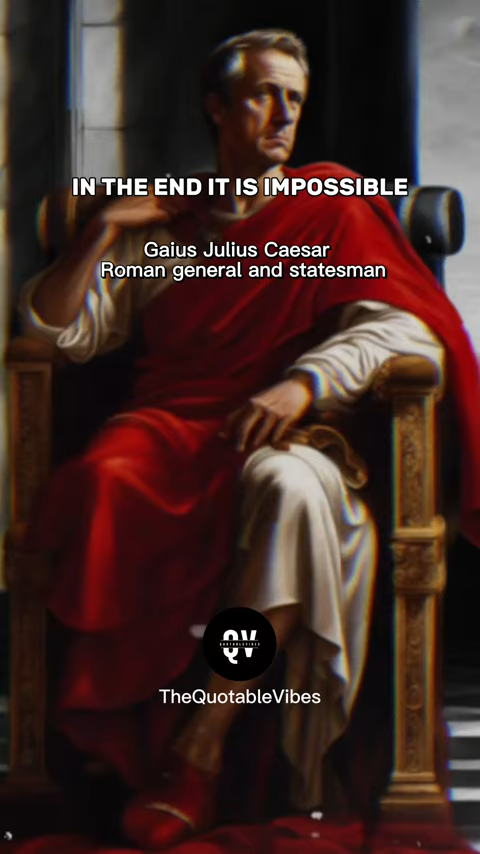 IN THE END IT IS IMPOSSIBLE
Gaius Julius Caesar
Roman general and statesman
QV
TheQuotableVibes